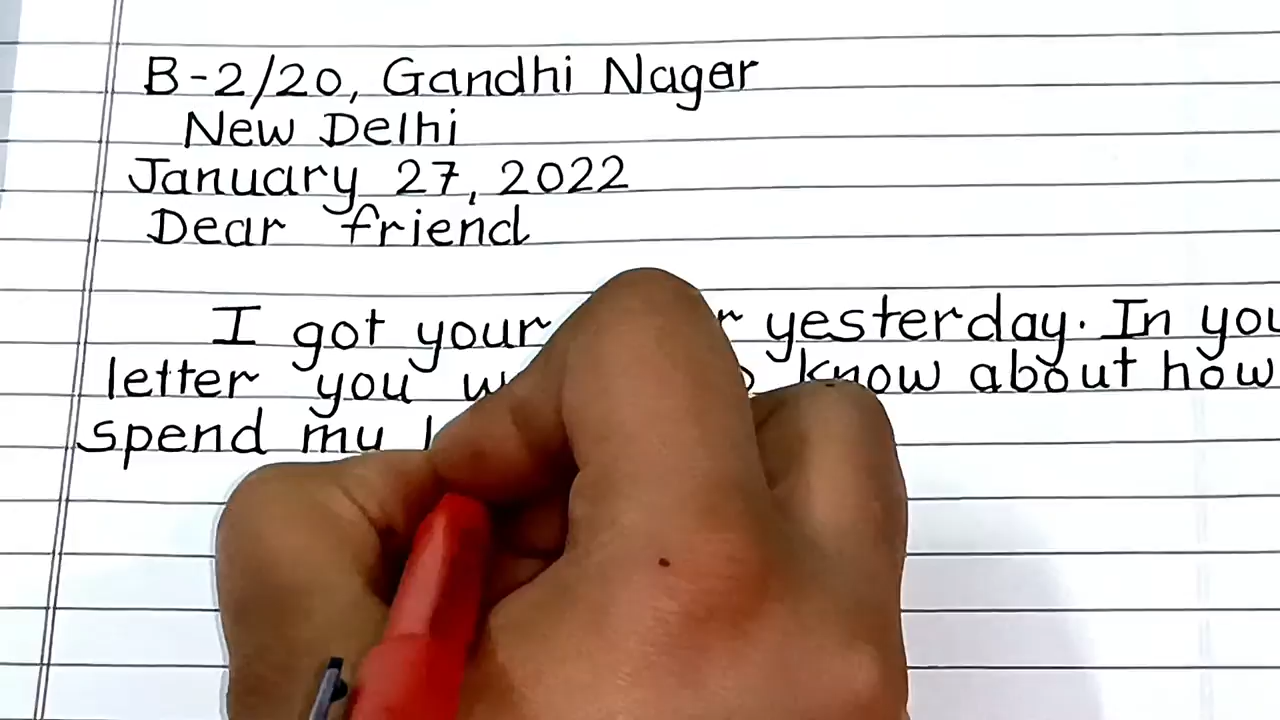 B-2/20, Gandhi Nagar
New Delhi
January 27, 2022
Dear friend
I got your yesterday. In
letter you know about how
spend my